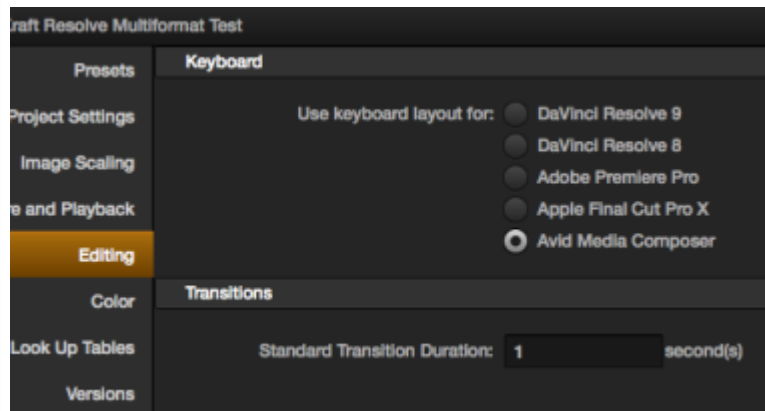 Craft Resolve Multiformat Test
Presets
Project Settings
Image Scaling
and Playback
Editing
Color
Look Up Tables
Versions
Keyboard
Use keyboard layout for:
DaVinci Resolve 9
DaVinci Resolve 8
Adobe Premiere Pro
Apple Final Cut Pro X
Avid Media Composer
Transitions
Standard Transition Duration: 1 second(s)